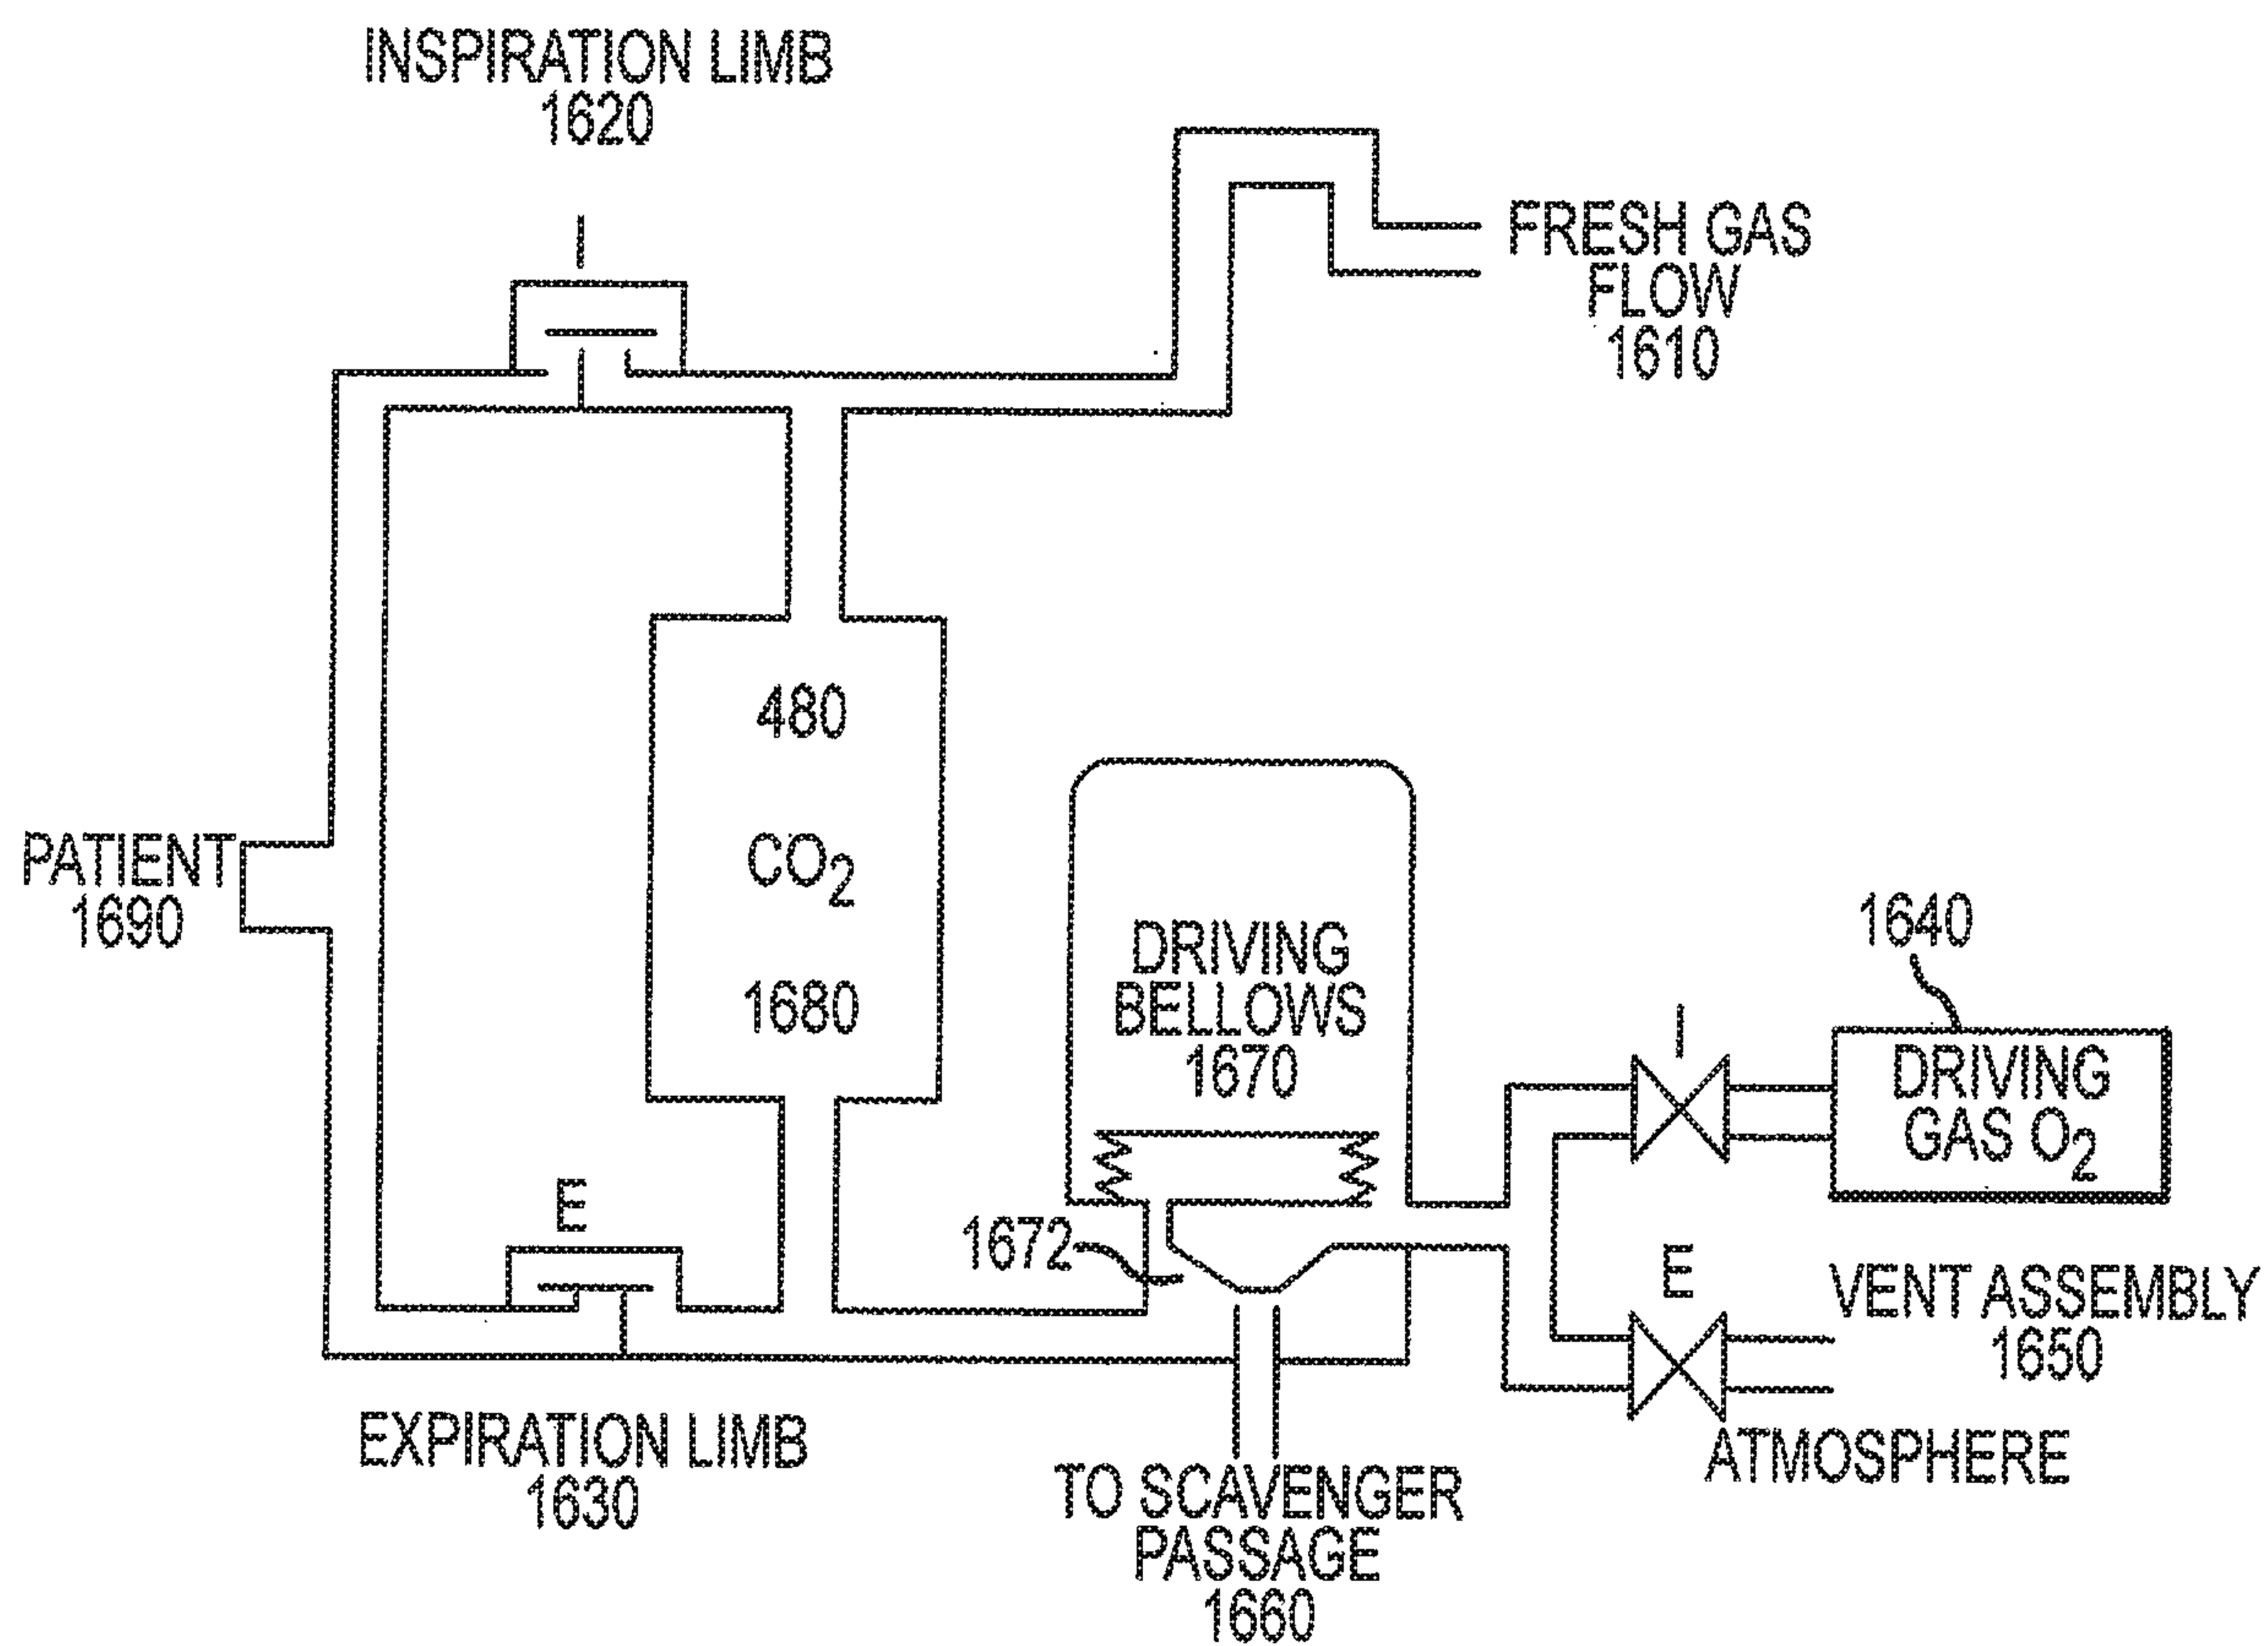 INSPIRATION LIMB
1620
I
FRESH GAS
FLOW
1610
480
CO2
1680
PATIENT
1690
DRIVING
BELLOWS
1670
1640
I
DRIVING
GAS O2
E
1672
E
VENT ASSEMBLY
1650
ATMOSPHERE
EXPIRATION LIMB
1630
TO SCAVENGER
PASSAGE
1660